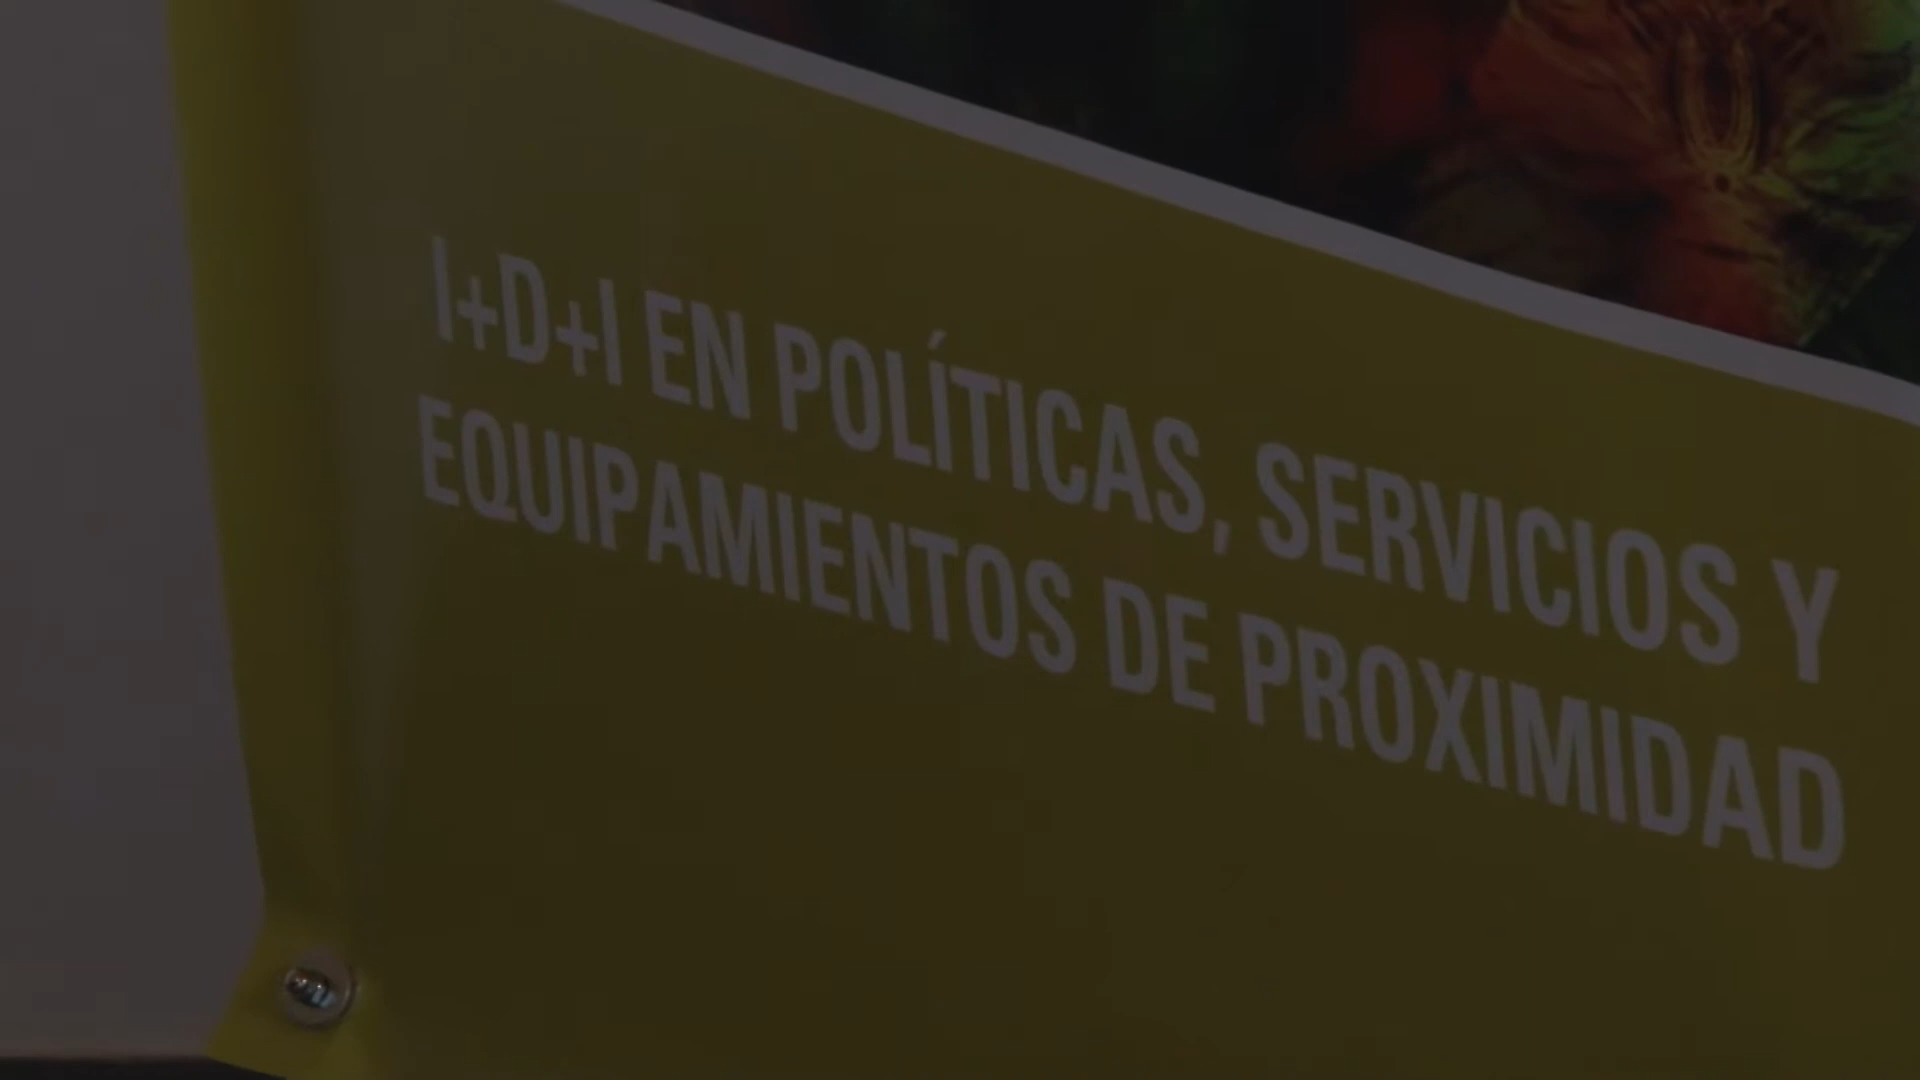 I+D+I EN POLÍTICAS, SERVICIOS Y
EQUIPAMIENTOS DE PROXIMIDAD